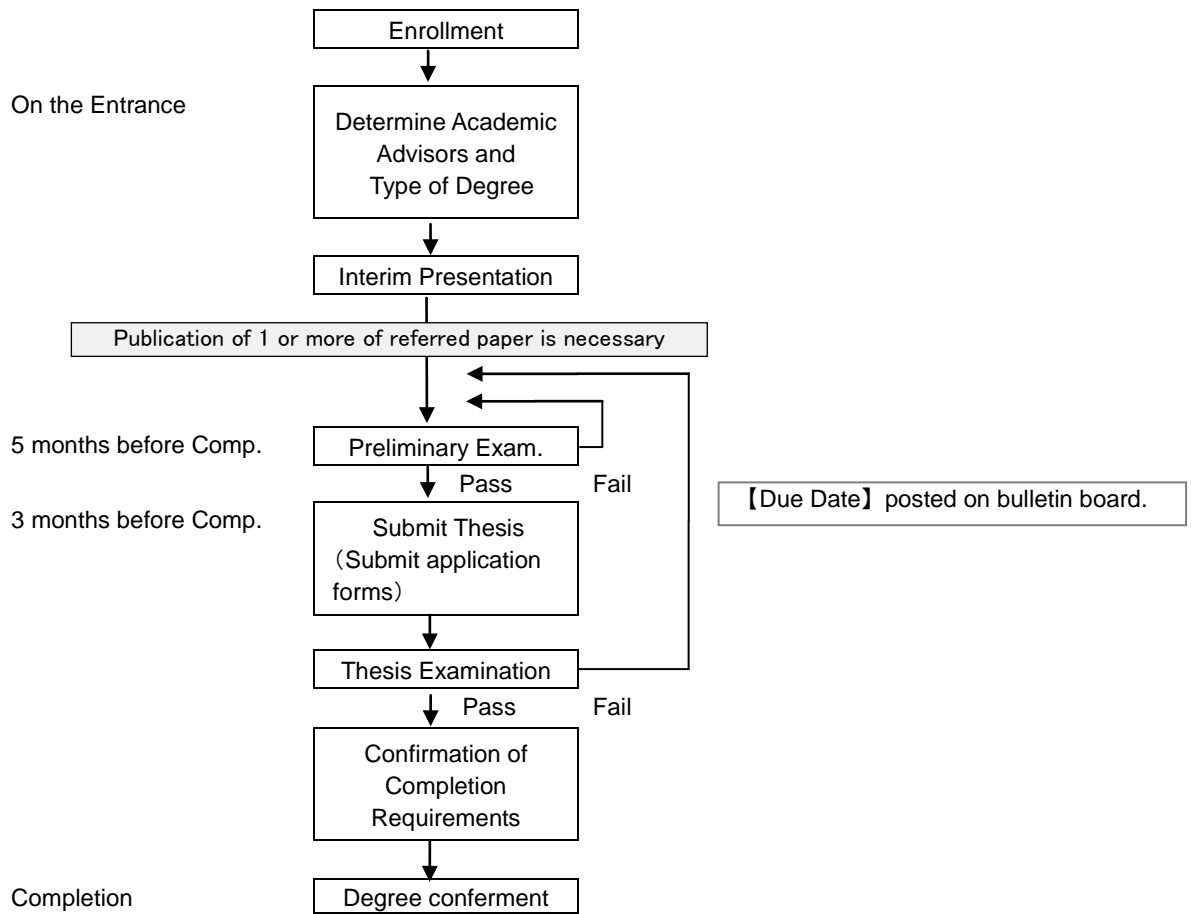 Enrollment
On the Entrance
Determine Academic
Advisors and
Type of Degree
Interim Presentation
Publication of 1 or more of referred paper is necessary
5 months before Comp.
Preliminary Exam.
Pass
Fail
【Due Date】posted on bulletin board.
3 months before Comp.
Submit Thesis
（Submit application
forms）
Thesis Examination
Pass
Fail
Confirmation of
Completion
Requirements
Completion
Degree conferment